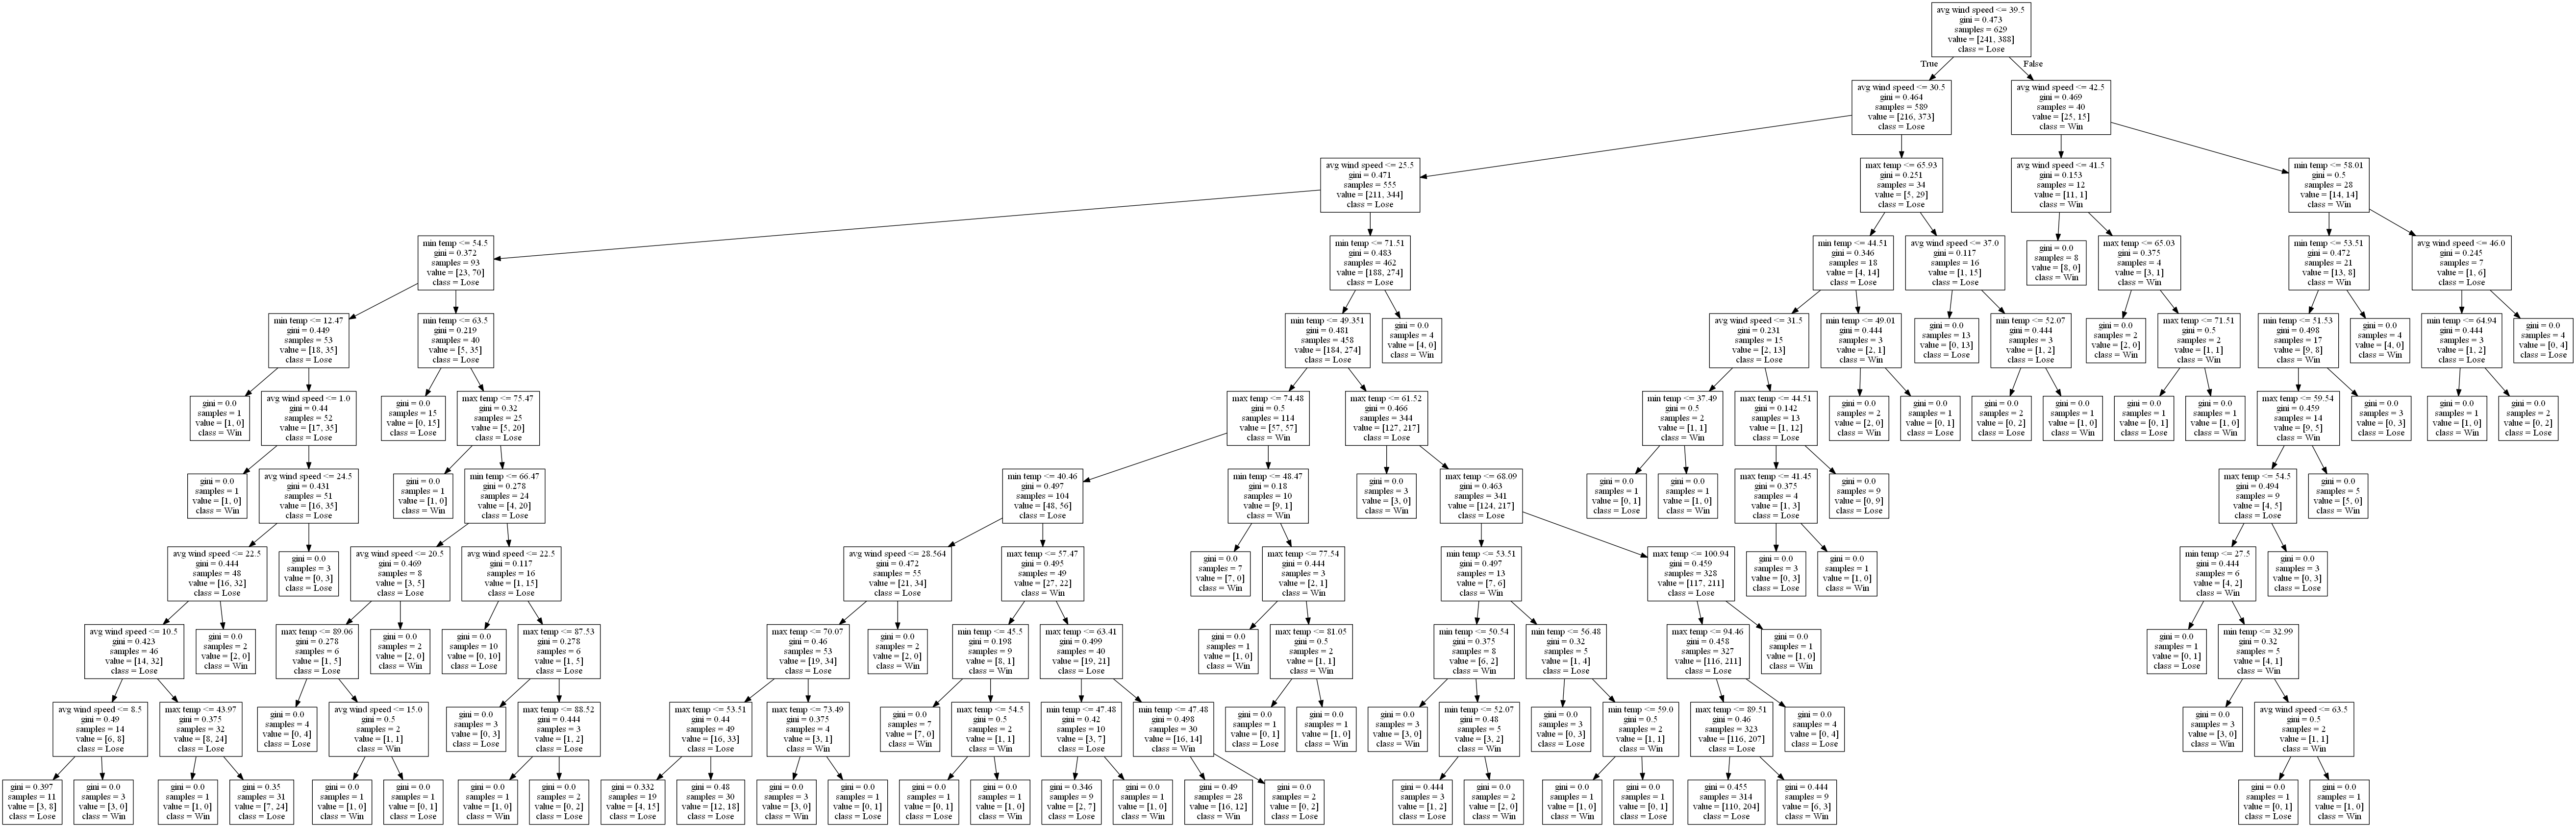 avg wind speed <= 39.5
gini = 0.473
samples = 629
value = [241, 388]
class = Lose
True
False
avg wind speed <= 30.5
gini = 0.464
samples = 589
value = [216, 373]
class = Lose
avg wind speed <= 42.5
gini = 0.469
samples = 40
value = [25, 15]
class = Win
avg wind speed <= 25.5
gini = 0.471
samples = 555
value = [211, 344]
class = Lose
max temp <= 65.93
gini = 0.251
samples = 34
value = [5, 29]
class = Lose
avg wind speed <= 41.5
gini = 0.153
samples = 12
value = [11, 1]
class = Win
min temp <= 58.01
gini = 0.5
samples = 28
value = [14, 14]
class = Win
min temp <= 54.5
gini = 0.372
samples = 93
value = [23, 70]
class = Lose
min temp <= 71.51
gini = 0.483
samples = 462
value = [188, 274]
class = Lose
min temp <= 44.51
gini = 0.346
samples = 18
value = [4, 14]
class = Lose
avg wind speed <= 37.0
gini = 0.117
samples = 16
value = [1, 15]
class = Lose
gini = 0.0
samples = 8
value = [8, 0]
class = Win
max temp <= 65.03
gini = 0.375
samples = 4
value = [3, 1]
class = Win
min temp <= 53.51
gini = 0.472
samples = 21
value = [13, 8]
class = Win
avg wind speed <= 46.0
gini = 0.245
samples = 7
value = [1, 6]
class = Lose
min temp <= 12.47
gini = 0.449
samples = 53
value = [18, 35]
class = Lose
min temp <= 63.5
gini = 0.219
samples = 40
value = [5, 35]
class = Lose
min temp <= 49.351
gini = 0.481
samples = 458
value = [184, 274]
class = Lose
gini = 0.0
samples = 4
value = [4, 0]
class = Win
avg wind speed <= 31.5
gini = 0.231
samples = 15
value = [2, 13]
class = Lose
min temp <= 49.01
gini = 0.444
samples = 3
value = [2, 1]
class = Win
gini = 0.0
samples = 13
value = [0, 13]
class = Lose
min temp <= 52.07
gini = 0.444
samples = 3
value = [1, 2]
class = Lose
gini = 0.0
samples = 2
value = [2, 0]
class = Win
max temp <= 71.51
gini = 0.5
samples = 2
value = [1, 1]
class = Win
min temp <= 51.53
gini = 0.498
samples = 17
value = [9, 8]
class = Win
gini = 0.0
samples = 4
value = [4, 0]
class = Win
min temp <= 64.94
gini = 0.444
samples = 3
value = [1, 2]
class = Lose
gini = 0.0
samples = 4
value = [0, 4]
class = Lose
gini = 0.0
samples = 1
value = [1, 0]
class = Win
avg wind speed <= 1.0
gini = 0.44
samples = 52
value = [17, 35]
class = Lose
gini = 0.0
samples = 15
value = [0, 15]
class = Lose
max temp <= 75.47
gini = 0.32
samples = 25
value = [5, 20]
class = Lose
max temp <= 74.48
gini = 0.5
samples = 114
value = [57, 57]
class = Win
max temp <= 61.52
gini = 0.466
samples = 344
value = [127, 217]
class = Lose
min temp <= 37.49
gini = 0.5
samples = 2
value = [1, 1]
class = Win
max temp <= 44.51
gini = 0.142
samples = 13
value = [1, 12]
class = Lose
gini = 0.0
samples = 2
value = [2, 0]
class = Win
gini = 0.0
samples = 1
value = [0, 1]
class = Lose
gini = 0.0
samples = 2
value = [0, 2]
class = Lose
gini = 0.0
samples = 1
value = [1, 0]
class = Win
gini = 0.0
samples = 1
value = [0, 1]
class = Lose
gini = 0.0
samples = 1
value = [1, 0]
class = Win
max temp <= 59.54
gini = 0.459
samples = 14
value = [9, 5]
class = Win
gini = 0.0
samples = 3
value = [0, 3]
class = Lose
gini = 0.0
samples = 1
value = [1, 0]
class = Win
gini = 0.0
samples = 2
value = [0, 2]
class = Lose
gini = 0.0
samples = 1
value = [1, 0]
class = Win
avg wind speed <= 24.5
gini = 0.431
samples = 51
value = [16, 35]
class = Lose
gini = 0.0
samples = 1
value = [1, 0]
class = Win
min temp <= 66.47
gini = 0.278
samples = 24
value = [4, 20]
class = Lose
min temp <= 40.46
gini = 0.497
samples = 104
value = [48, 56]
class = Lose
min temp <= 48.47
gini = 0.18
samples = 10
value = [9, 1]
class = Win
gini = 0.0
samples = 3
value = [3, 0]
class = Win
max temp <= 68.09
gini = 0.463
samples = 341
value = [124, 217]
class = Lose
gini = 0.0
samples = 1
value = [0, 1]
class = Lose
gini = 0.0
samples = 1
value = [1, 0]
class = Win
max temp <= 41.45
gini = 0.375
samples = 4
value = [1, 3]
class = Lose
gini = 0.0
samples = 9
value = [0, 9]
class = Lose
max temp <= 54.5
gini = 0.494
samples = 9
value = [4, 5]
class = Lose
gini = 0.0
samples = 5
value = [5, 0]
class = Win
avg wind speed <= 22.5
gini = 0.444
samples = 48
value = [16, 32]
class = Lose
gini = 0.0
samples = 3
value = [0, 3]
class = Lose
avg wind speed <= 20.5
gini = 0.469
samples = 8
value = [3, 5]
class = Lose
avg wind speed <= 22.5
gini = 0.117
samples = 16
value = [1, 15]
class = Lose
avg wind speed <= 28.564
gini = 0.472
samples = 55
value = [21, 34]
class = Lose
max temp <= 57.47
gini = 0.495
samples = 49
value = [27, 22]
class = Win
gini = 0.0
samples = 7
value = [7, 0]
class = Win
max temp <= 77.54
gini = 0.444
samples = 3
value = [2, 1]
class = Win
min temp <= 53.51
gini = 0.497
samples = 13
value = [7, 6]
class = Win
max temp <= 100.94
gini = 0.459
samples = 328
value = [117, 211]
class = Lose
gini = 0.0
samples = 3
value = [0, 3]
class = Lose
gini = 0.0
samples = 1
value = [1, 0]
class = Win
min temp <= 27.5
gini = 0.444
samples = 6
value = [4, 2]
class = Win
gini = 0.0
samples = 3
value = [0, 3]
class = Lose
avg wind speed <= 10.5
gini = 0.423
samples = 46
value = [14, 32]
class = Lose
gini = 0.0
samples = 2
value = [2, 0]
class = Win
max temp <= 89.06
gini = 0.278
samples = 6
value = [1, 5]
class = Lose
gini = 0.0
samples = 2
value = [2, 0]
class = Win
gini = 0.0
samples = 10
value = [0, 10]
class = Lose
max temp <= 87.53
gini = 0.278
samples = 6
value = [1, 5]
class = Lose
max temp <= 70.07
gini = 0.46
samples = 53
value = [19, 34]
class = Lose
gini = 0.0
samples = 2
value = [2, 0]
class = Win
min temp <= 45.5
gini = 0.198
samples = 9
value = [8, 1]
class = Win
max temp <= 63.41
gini = 0.499
samples = 40
value = [19, 21]
class = Lose
gini = 0.0
samples = 1
value = [1, 0]
class = Win
max temp <= 81.05
gini = 0.5
samples = 2
value = [1, 1]
class = Win
min temp <= 50.54
gini = 0.375
samples = 8
value = [6, 2]
class = Win
min temp <= 56.48
gini = 0.32
samples = 5
value = [1, 4]
class = Lose
max temp <= 94.46
gini = 0.458
samples = 327
value = [116, 211]
class = Lose
gini = 0.0
samples = 1
value = [1, 0]
class = Win
gini = 0.0
samples = 1
value = [0, 1]
class = Lose
min temp <= 32.99
gini = 0.32
samples = 5
value = [4, 1]
class = Win
avg wind speed <= 8.5
gini = 0.49
samples = 14
value = [6, 8]
class = Lose
max temp <= 43.97
gini = 0.375
samples = 32
value = [8, 24]
class = Lose
gini = 0.0
samples = 4
value = [0, 4]
class = Lose
avg wind speed <= 15.0
gini = 0.5
samples = 2
value = [1, 1]
class = Win
gini = 0.0
samples = 3
value = [0, 3]
class = Lose
max temp <= 88.52
gini = 0.444
samples = 3
value = [1, 2]
class = Lose
max temp <= 53.51
gini = 0.44
samples = 49
value = [16, 33]
class = Lose
max temp <= 73.49
gini = 0.375
samples = 4
value = [3, 1]
class = Win
gini = 0.0
samples = 7
value = [7, 0]
class = Win
max temp <= 54.5
gini = 0.5
samples = 2
value = [1, 1]
class = Win
min temp <= 47.48
gini = 0.42
samples = 10
value = [3, 7]
class = Lose
min temp <= 47.48
gini = 0.498
samples = 30
value = [16, 14]
class = Win
gini = 0.0
samples = 1
value = [0, 1]
class = Lose
gini = 0.0
samples = 1
value = [1, 0]
class = Win
gini = 0.0
samples = 3
value = [3, 0]
class = Win
min temp <= 52.07
gini = 0.48
samples = 5
value = [3, 2]
class = Win
gini = 0.0
samples = 3
value = [0, 3]
class = Lose
min temp <= 59.0
gini = 0.5
samples = 2
value = [1, 1]
class = Win
max temp <= 89.51
gini = 0.46
samples = 323
value = [116, 207]
class = Lose
gini = 0.0
samples = 4
value = [0, 4]
class = Lose
gini = 0.0
samples = 3
value = [3, 0]
class = Win
avg wind speed <= 63.5
gini = 0.5
samples = 2
value = [1, 1]
class = Win
gini = 0.397
samples = 11
value = [3, 8]
class = Lose
gini = 0.0
samples = 3
value = [3, 0]
class = Win
gini = 0.0
samples = 1
value = [1, 0]
class = Win
gini = 0.35
samples = 31
value = [7, 24]
class = Lose
gini = 0.0
samples = 1
value = [1, 0]
class = Win
gini = 0.0
samples = 1
value = [0, 1]
class = Lose
gini = 0.0
samples = 1
value = [1, 0]
class = Win
gini = 0.0
samples = 2
value = [0, 2]
class = Lose
gini = 0.332
samples = 19
value = [4, 15]
class = Lose
gini = 0.48
samples = 30
value = [12, 18]
class = Lose
gini = 0.0
samples = 3
value = [3, 0]
class = Win
gini = 0.0
samples = 1
value = [0, 1]
class = Lose
gini = 0.0
samples = 1
value = [0, 1]
class = Lose
gini = 0.0
samples = 1
value = [1, 0]
class = Win
gini = 0.346
samples = 9
value = [2, 7]
class = Lose
gini = 0.0
samples = 1
value = [1, 0]
class = Win
gini = 0.49
samples = 28
value = [16, 12]
class = Win
gini = 0.0
samples = 2
value = [0, 2]
class = Lose
gini = 0.444
samples = 3
value = [1, 2]
class = Lose
gini = 0.0
samples = 2
value = [2, 0]
class = Win
gini = 0.0
samples = 1
value = [1, 0]
class = Win
gini = 0.0
samples = 1
value = [0, 1]
class = Lose
gini = 0.455
samples = 314
value = [110, 204]
class = Lose
gini = 0.444
samples = 9
value = [6, 3]
class = Win
gini = 0.0
samples = 1
value = [0, 1]
class = Lose
gini = 0.0
samples = 1
value = [1, 0]
class = Win